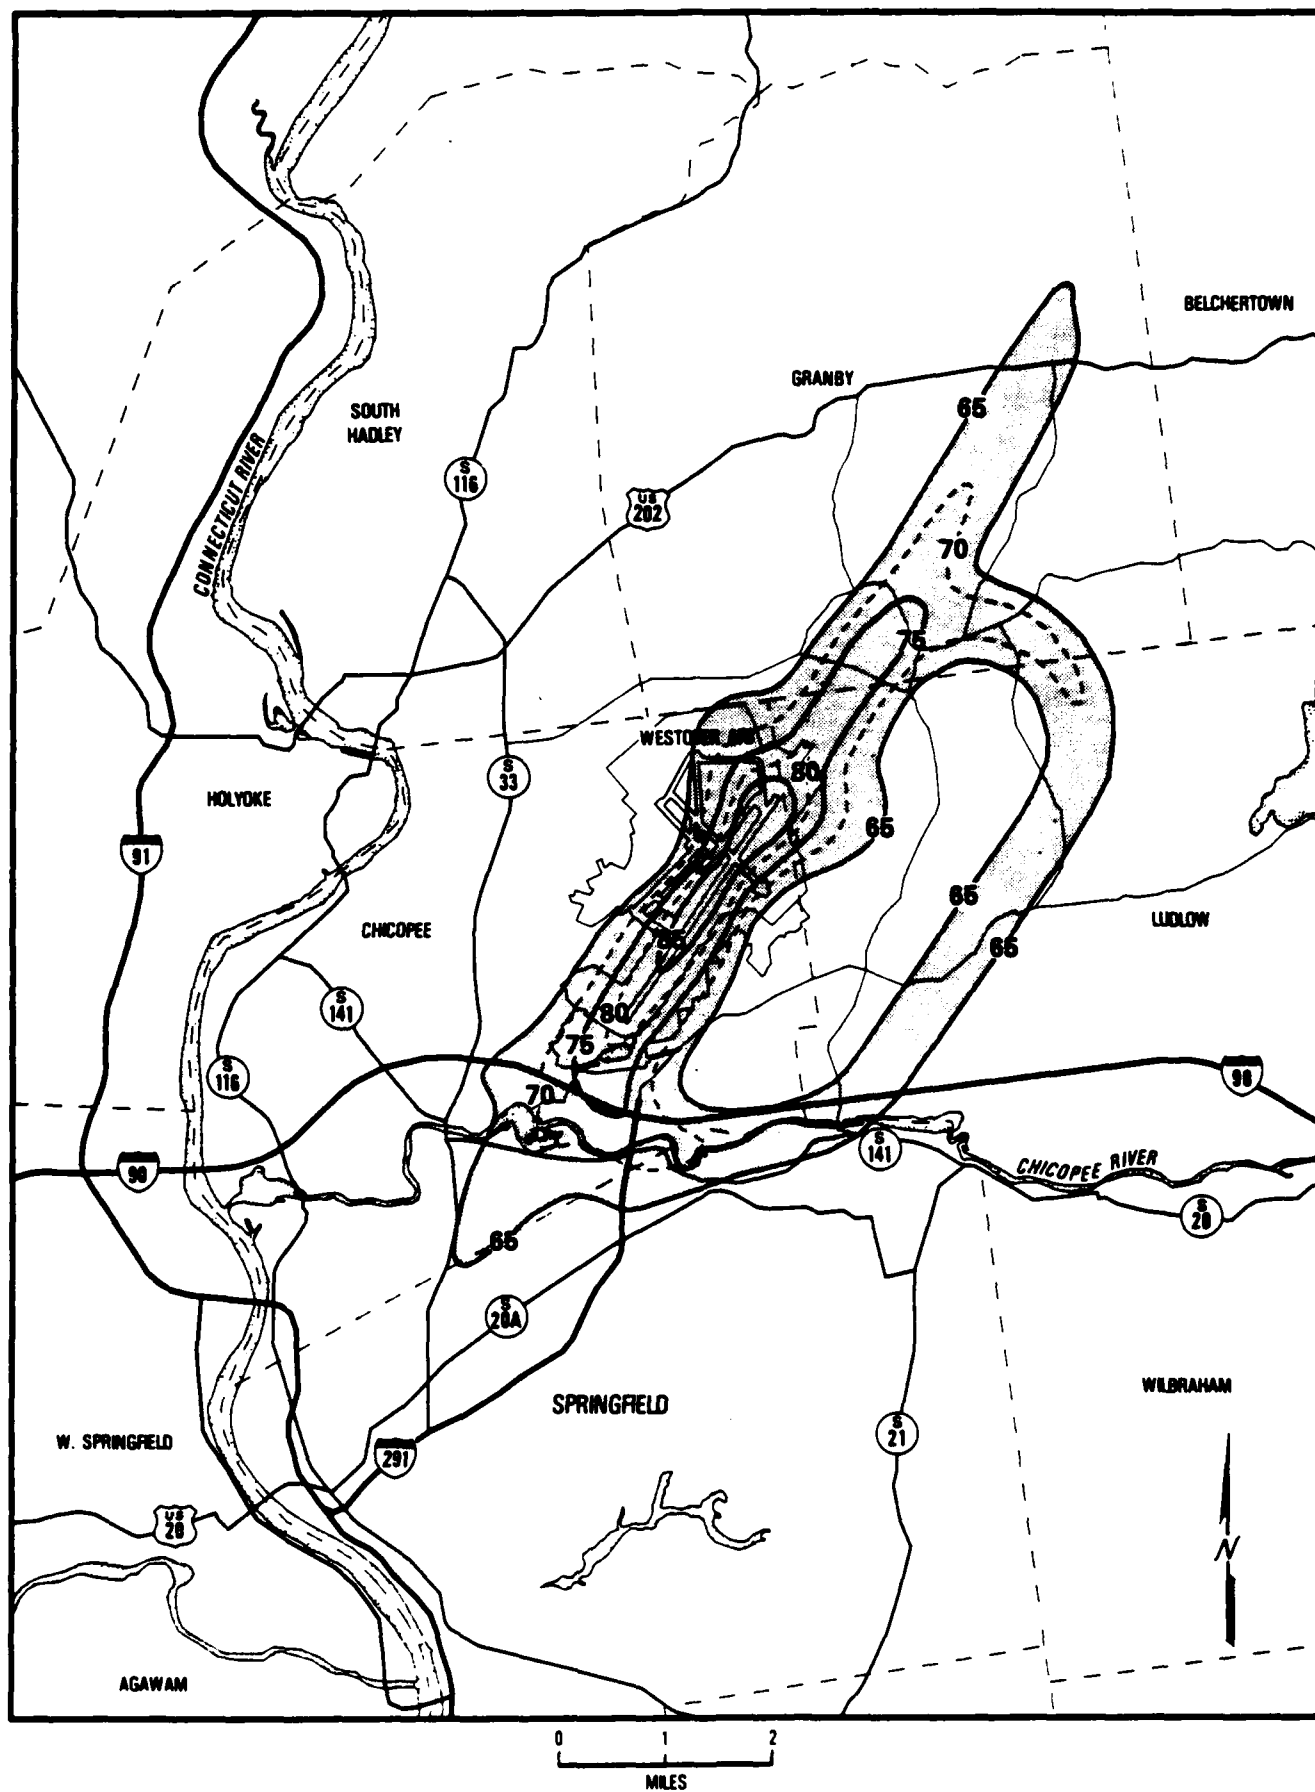 BELCHERTOWN
GRANBY
65
SOUTH
HADLEY
CONNECTICUT RIVER
S
116
US
202
70
75
WESTOVER AFB
S
33
80
HOLYOKE
65
91
65
CHICOPEE
LUDLOW
85
65
S
141
80
75
S
116
90
70
S
141
CHICOPEE RIVER
90
S
20
65
S
20A
WILBRAHAM
SPRINGFIELD
S
21
W. SPRINGFIELD
291
US
20
N
AGAWAM
0 1 2
MILES